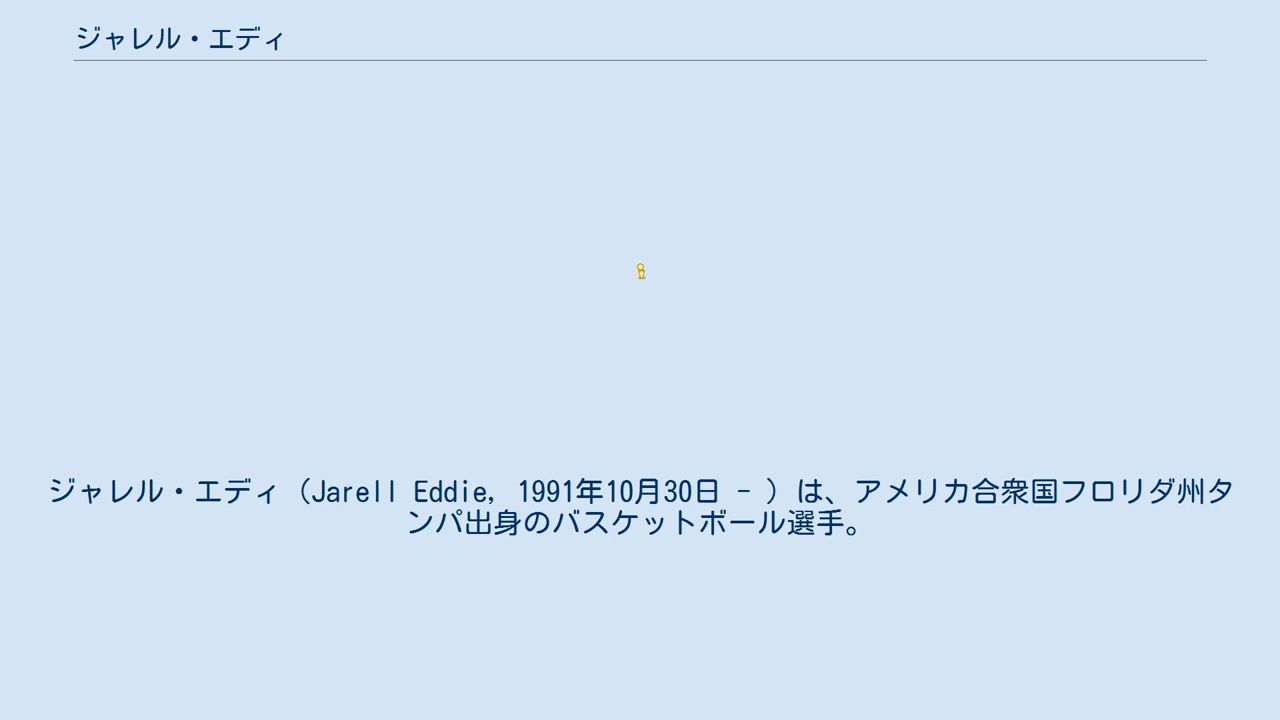 ジャレル・エディ
ジャレル・エディ（Jarell Eddie, 1991年10月30日 - ）は、アメリカ合衆国フロリダ州タ
ンパ出身のバスケットボール選手。